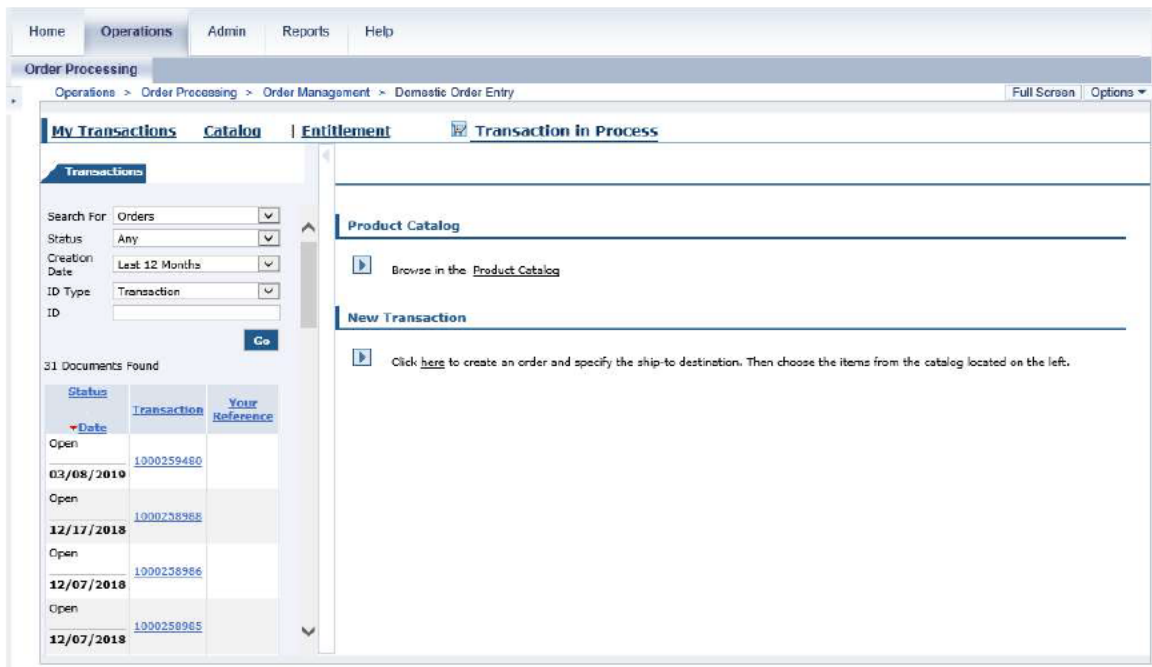 Home Operations Admin Reports Help
Order Processing
Operations > Order Processing > Order Management > Domestic Order Entry Full Screen Options
My Transactions Catalog | Entitlement Transaction in Process
Transactions
Search For Orders
Status Any
Creation Date Last 12 Months
ID Type Transaction
ID
Go
31 Documents Found
Status
Date Transaction Your Reference
Open
03/08/2019 1000259480
Open
12/17/2018 1000258988
Open
12/07/2018 1000258986
Open
12/07/2018 1000258985
Product Catalog
Browse in the Product Catalog
New Transaction
Click here to create an order and specify the ship-to destination. Then choose the items from the catalog located on the left.